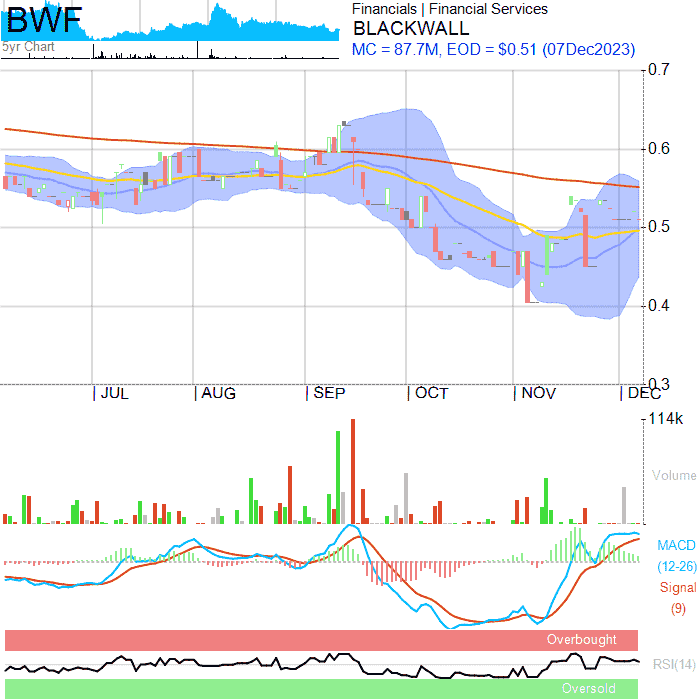 BWF
5yr Chart
Financials | Financial Services
BLACKWALL
MC = 87.7M, EOD = $0.51 (07Dec2023)
0.7
0.6
0.5
0.4
0.3
JUL AUG SEP OCT NOV DEC
114k
Volume
MACD
(12-26)
Signal
(9)
Overbought
RSI(14)
Oversold